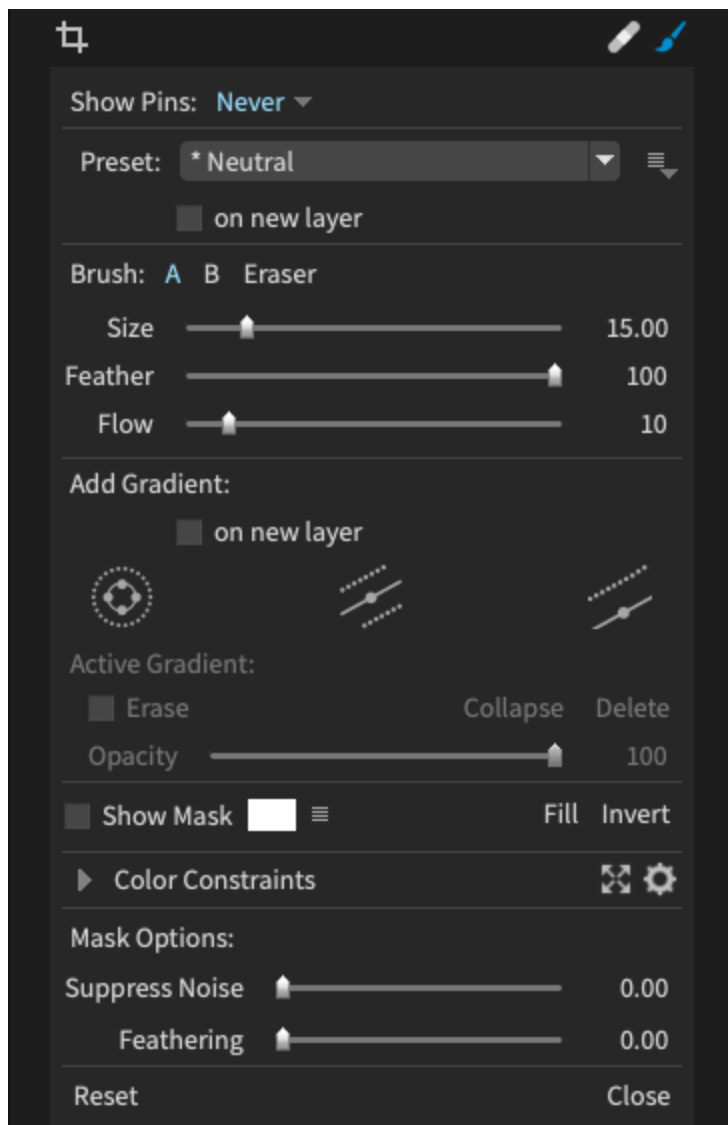 Show Pins: Never
Preset: * Neutral
on new layer
Brush: A B Eraser
Size 15.00
Feather 100
Flow 10
Add Gradient:
on new layer
Active Gradient:
Erase Collapse Delete
Opacity 100
Show Mask Fill Invert
Color Constraints
Mask Options:
Suppress Noise 0.00
Feathering 0.00
Reset Close